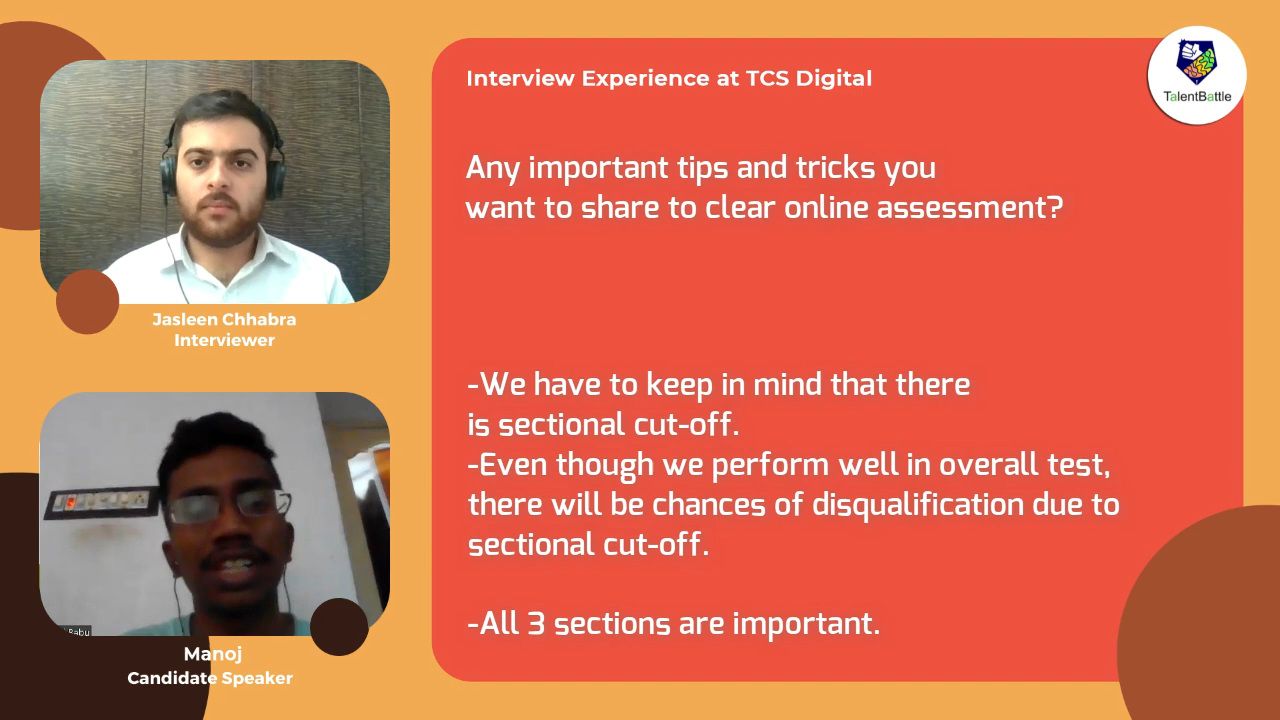 Interview Experience at TCS Digital
TalentBattle
Any important tips and tricks you
want to share to clear online assessment?
Jasleen Chhabra
Interviewer
-We have to keep in mind that there
is sectional cut-off.
-Even though we perform well in overall test,
there will be chances of disqualification due to
sectional cut-off.
-All 3 sections are important.
Babu
Manoj
Candidate Speaker